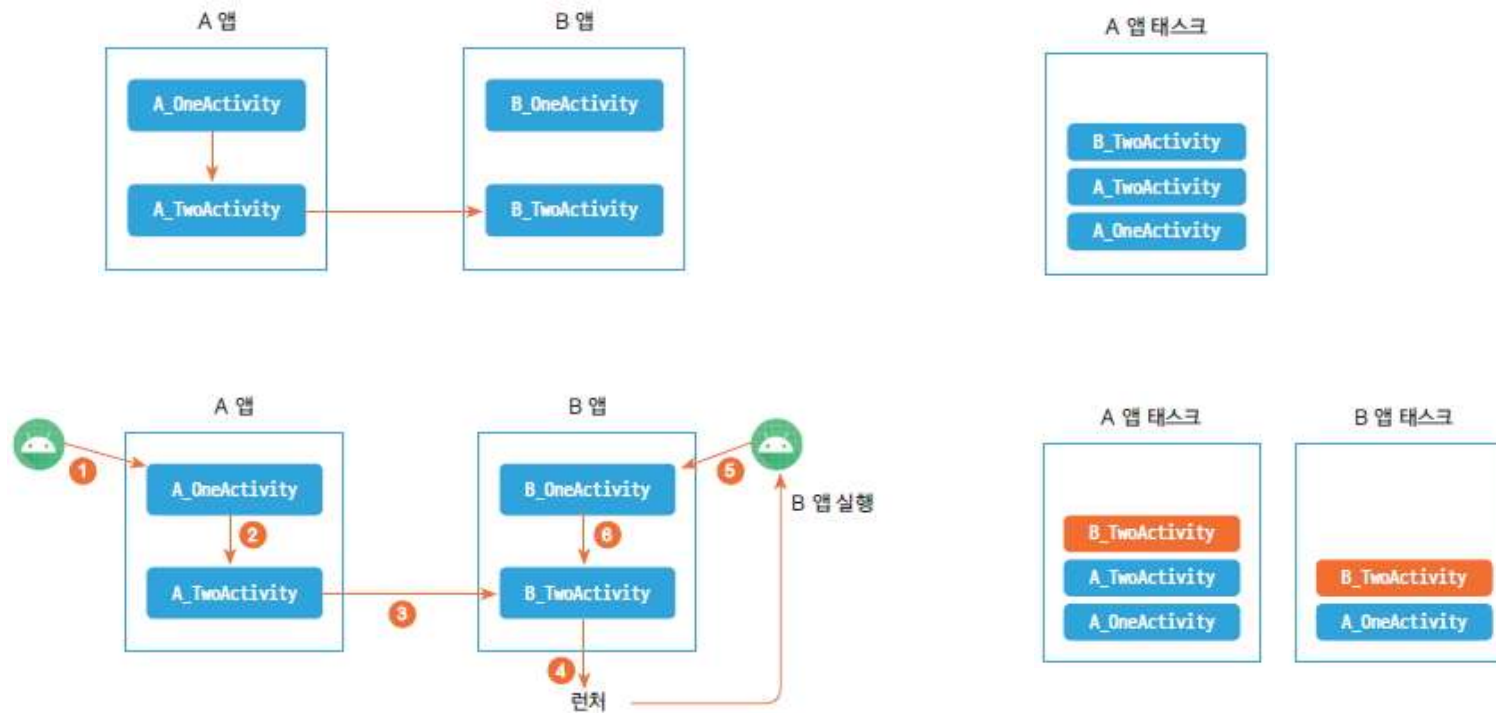 A 앱
B 앱
A_OneActivity
B_OneActivity
A_TwoActivity
B_TwoActivity
A 앱 태스크
B_TwoActivity
A_TwoActivity
A_OneActivity
A 앱
B 앱
1
A_OneActivity
B_OneActivity
5
B 앱 실행
2
6
A_TwoActivity
3
B_TwoActivity
4
런처
A 앱 태스크
B_TwoActivity
A_TwoActivity
A_OneActivity
B 앱 태스크
B_TwoActivity
A_OneActivity